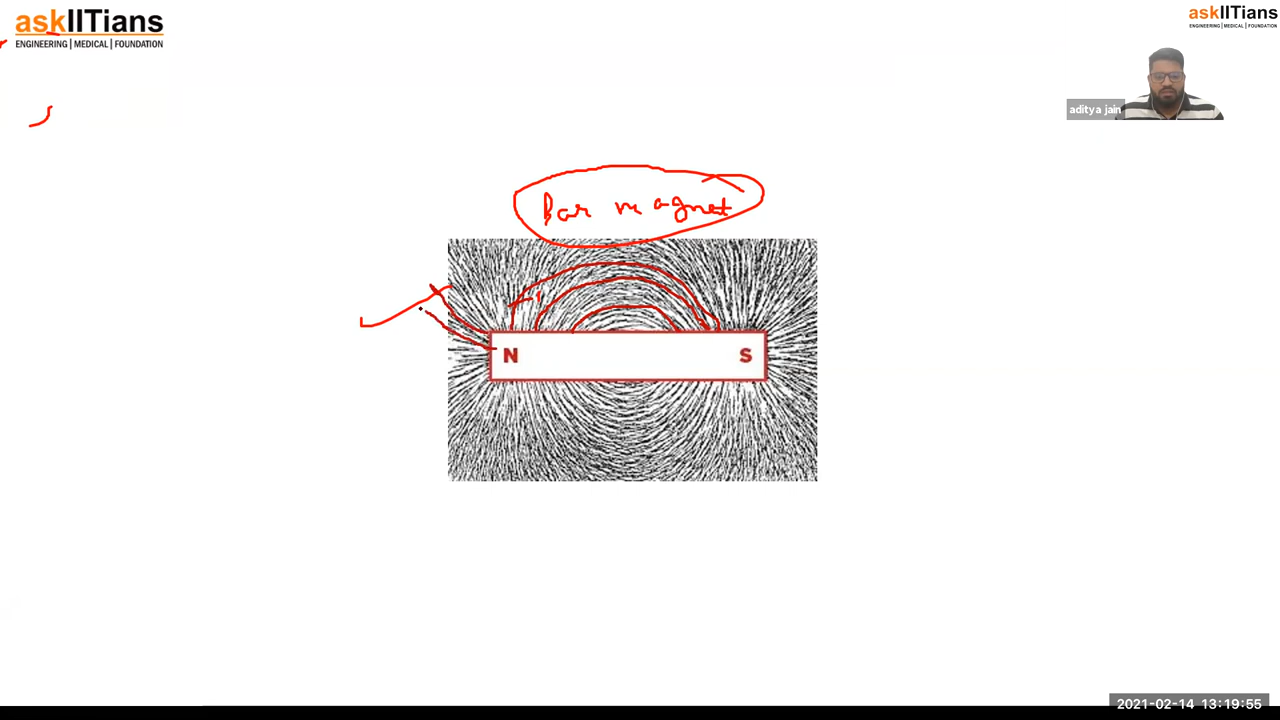 askIITians
ENGINEERING | MEDICAL | FOUNDATION
askIITians
ENGINEERING | MEDICAL | FOUNDATION
aditya jain
Bar magnet
N
S
2021-02-14 13:19:55